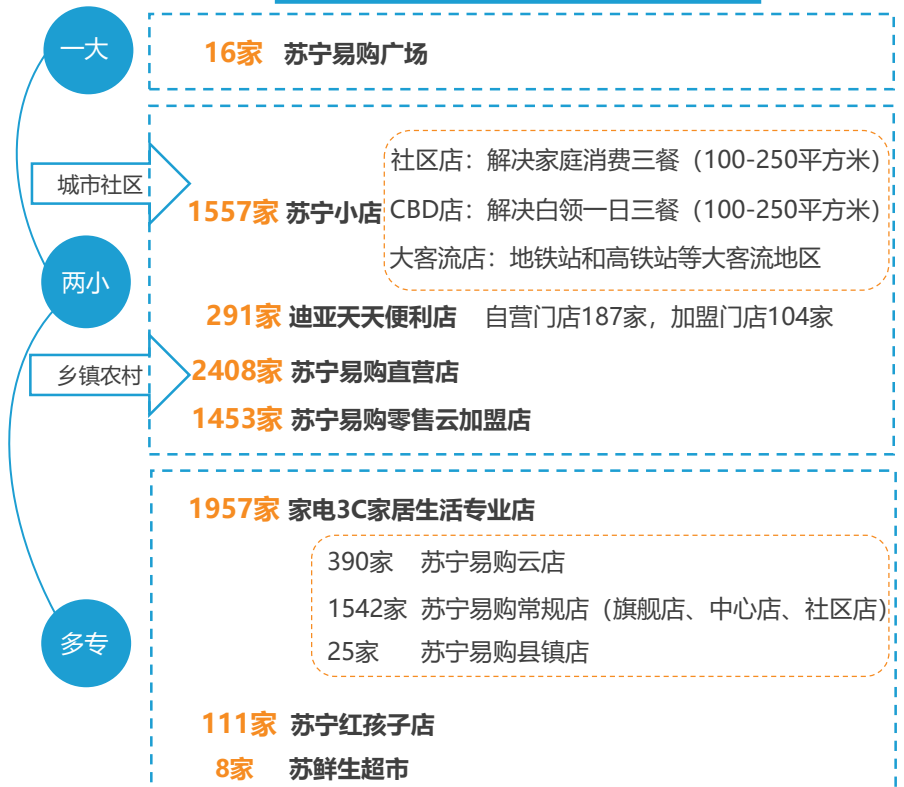 一大
16家 苏宁易购广场
城市社区
社区店：解决家庭消费三餐（100-250平方米）
1557家 苏宁小店
CBD店：解决白领一日三餐（100-250平方米）
大客流店：地铁站和高铁站等大客流地区
两小
291家 迪亚天天便利店 自营门店187家，加盟门店104家
乡镇农村
2408家 苏宁易购直营店
1453家 苏宁易购零售云加盟店
1957家 家电3C家居生活专业店
390家 苏宁易购云店
1542家 苏宁易购常规店（旗舰店、中心店、社区店）
多专
25家 苏宁易购县镇店
111家 苏宁红孩子店
8家 苏鲜生超市